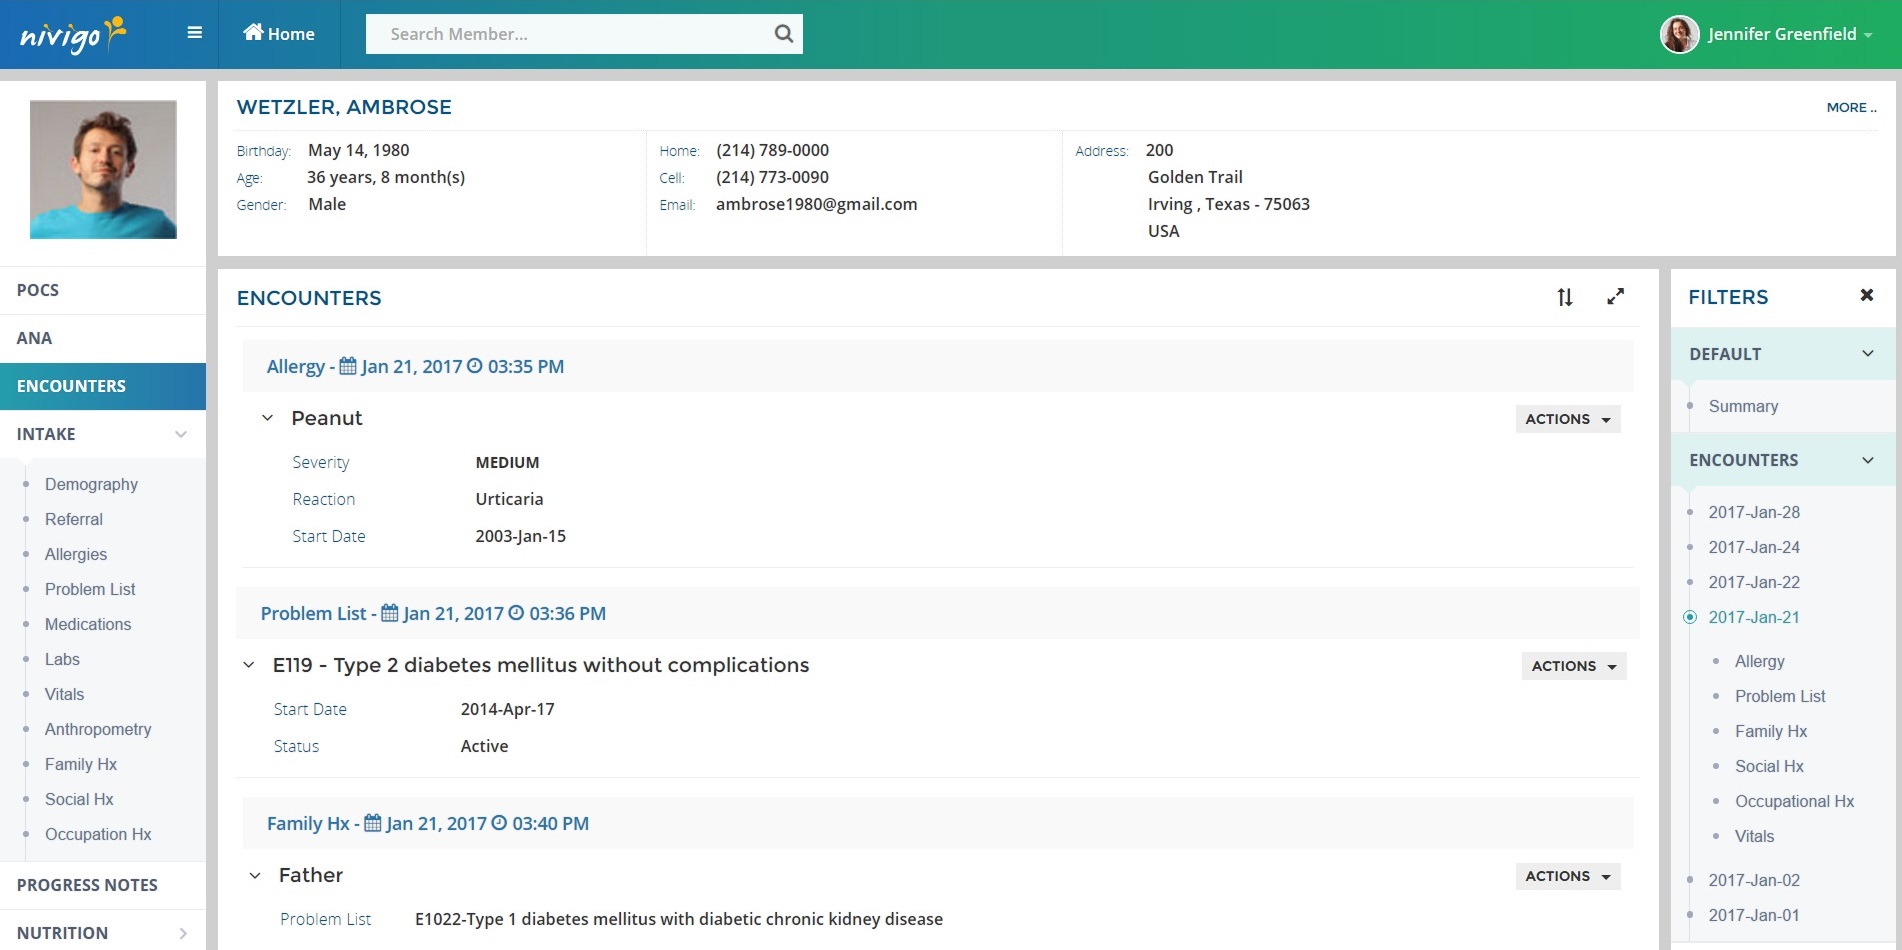 nivigo
Home
Search Member...
Jennifer Greenfield
POCS
ANA
ENCOUNTERS
INTAKE
Demography
Referral
Allergies
Problem List
Medications
Labs
Vitals
Anthropometry
Family Hx
Social Hx
Occupation Hx
PROGRESS NOTES
NUTRITION
WETZLER, AMBROSE
MORE ..
Birthday: May 14, 1980
Age: 36 years, 8 month(s)
Gender: Male
Home: (214) 789-0000
Cell: (214) 773-0090
Email: ambrose1980@gmail.com
Address: 200
Golden Trail
Irving , Texas - 75063
USA
ENCOUNTERS
Allergy - Jan 21, 2017 03:35 PM
Peanut
ACTIONS
Severity MEDIUM
Reaction Urticaria
Start Date 2003-Jan-15
Problem List - Jan 21, 2017 03:36 PM
E119 - Type 2 diabetes mellitus without complications
ACTIONS
Start Date 2014-Apr-17
Status Active
Family Hx - Jan 21, 2017 03:40 PM
Father
ACTIONS
Problem List E1022-Type 1 diabetes mellitus with diabetic chronic kidney disease
FILTERS
DEFAULT
Summary
ENCOUNTERS
2017-Jan-28
2017-Jan-24
2017-Jan-22
2017-Jan-21
Allergy
Problem List
Family Hx
Social Hx
Occupational Hx
Vitals
2017-Jan-02
2017-Jan-01